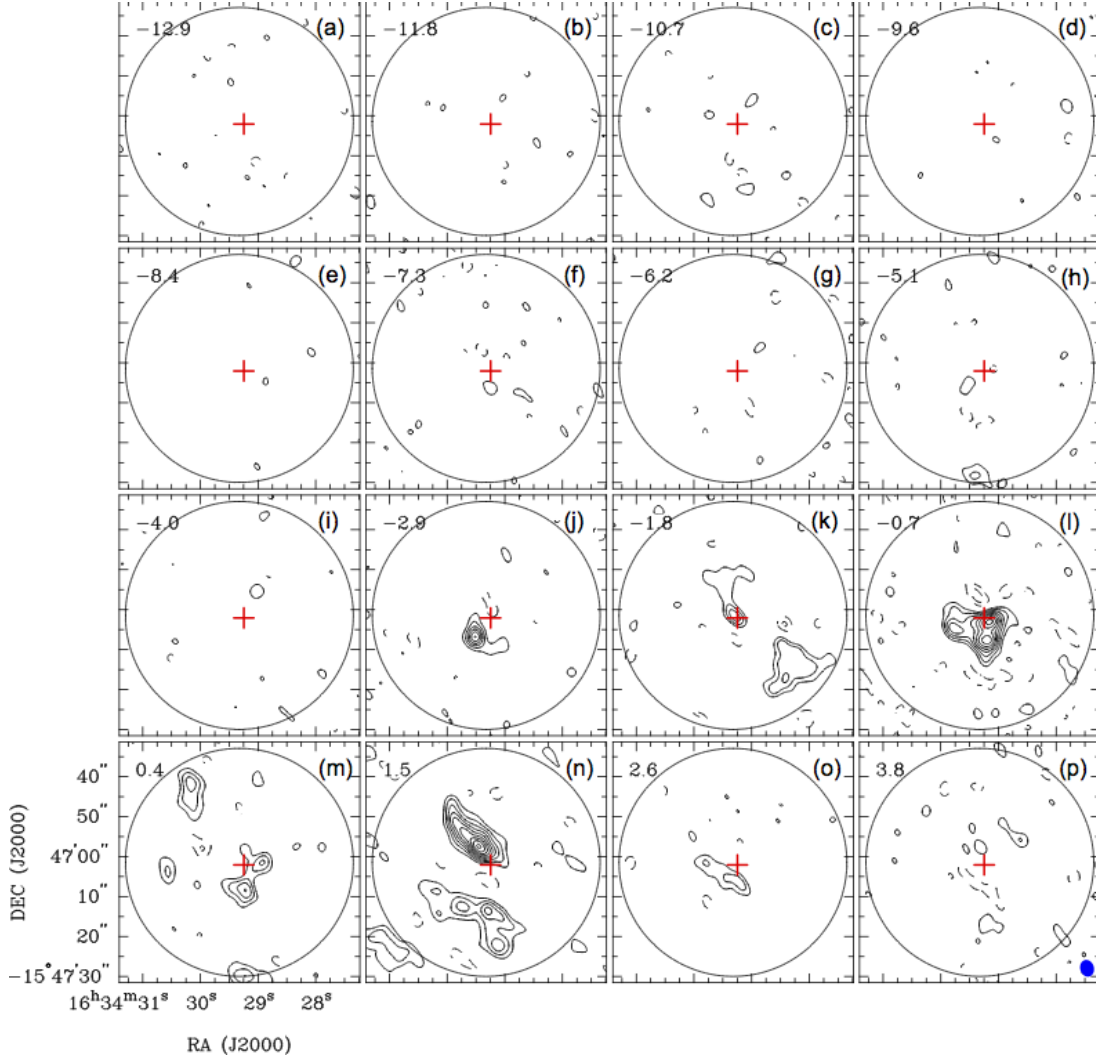 −12.9 (a) −11.8 (b) −10.7 (c) −9.6 (d)
−8.4 (e) −7.3 (f) −6.2 (g) −5.1 (h)
−4.0 (i) −2.9 (j) −1.8 (k) −0.7 (l)
0.4 (m) 1.5 (n) 2.6 (o) 3.8 (p)
40"
50"
47'00"
10"
20"
−15°47'30"
DEC (J2000)
16h34m31s 30s 29s 28s
RA (J2000)